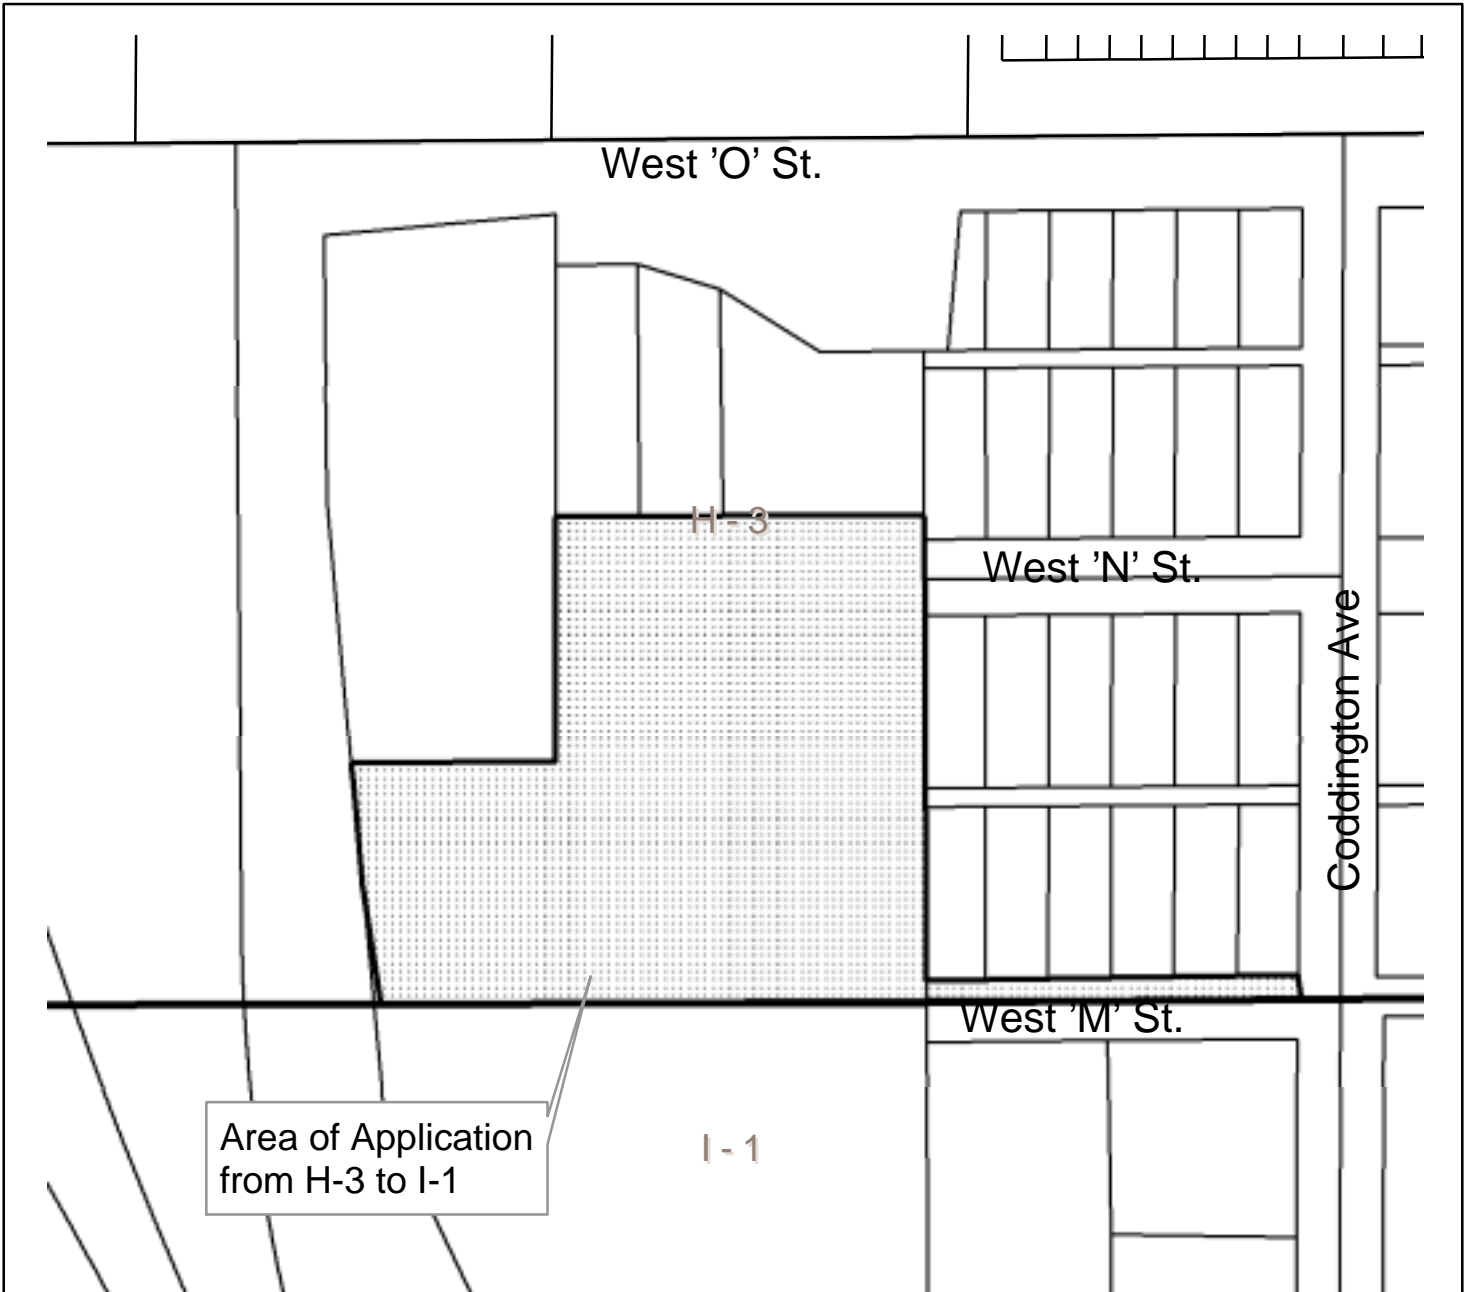 West ’O’ St.
H - 3
West ’N’ St.
Coddington Ave
West ’M’ St.
Area of Application
from H-3 to I-1
I - 1